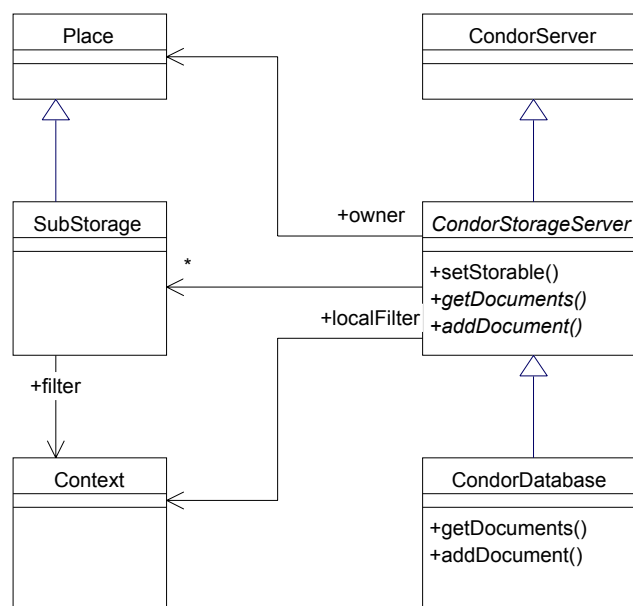 Place
CondorServer
SubStorage
+owner
CondorStorageServer
*
+setStorable()
+getDocuments()
+addDocument()
+localFilter
+filter
Context
CondorDatabase
+getDocuments()
+addDocument()